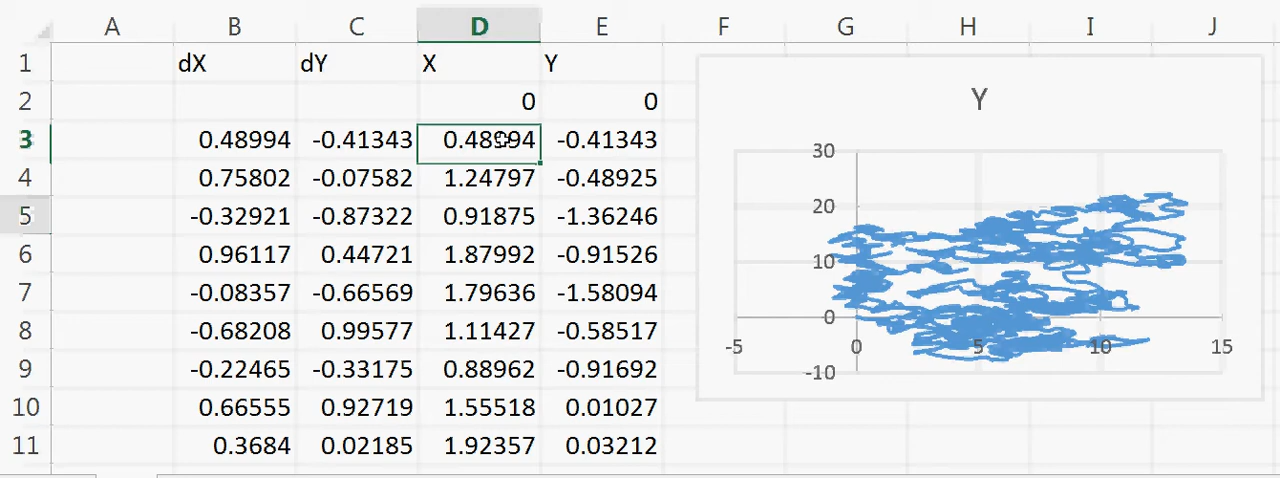 A B C D E F G H I J
1 dX dY X Y
2 0 0
3 0.48994 -0.41343 0.48994 -0.41343
4 0.75802 -0.07582 1.24797 -0.48925
5 -0.32921 -0.87322 0.91875 -1.36246
6 0.96117 0.44721 1.87992 -0.91526
7 -0.08357 -0.66569 1.79636 -1.58094
8 -0.68208 0.99577 1.11427 -0.58517
9 -0.22465 -0.33175 0.88962 -0.91692
10 0.66555 0.92719 1.55518 0.01027
11 0.3684 0.02185 1.92357 0.03212
Y
30
20
10
0
-5 0 5 10 15
-10